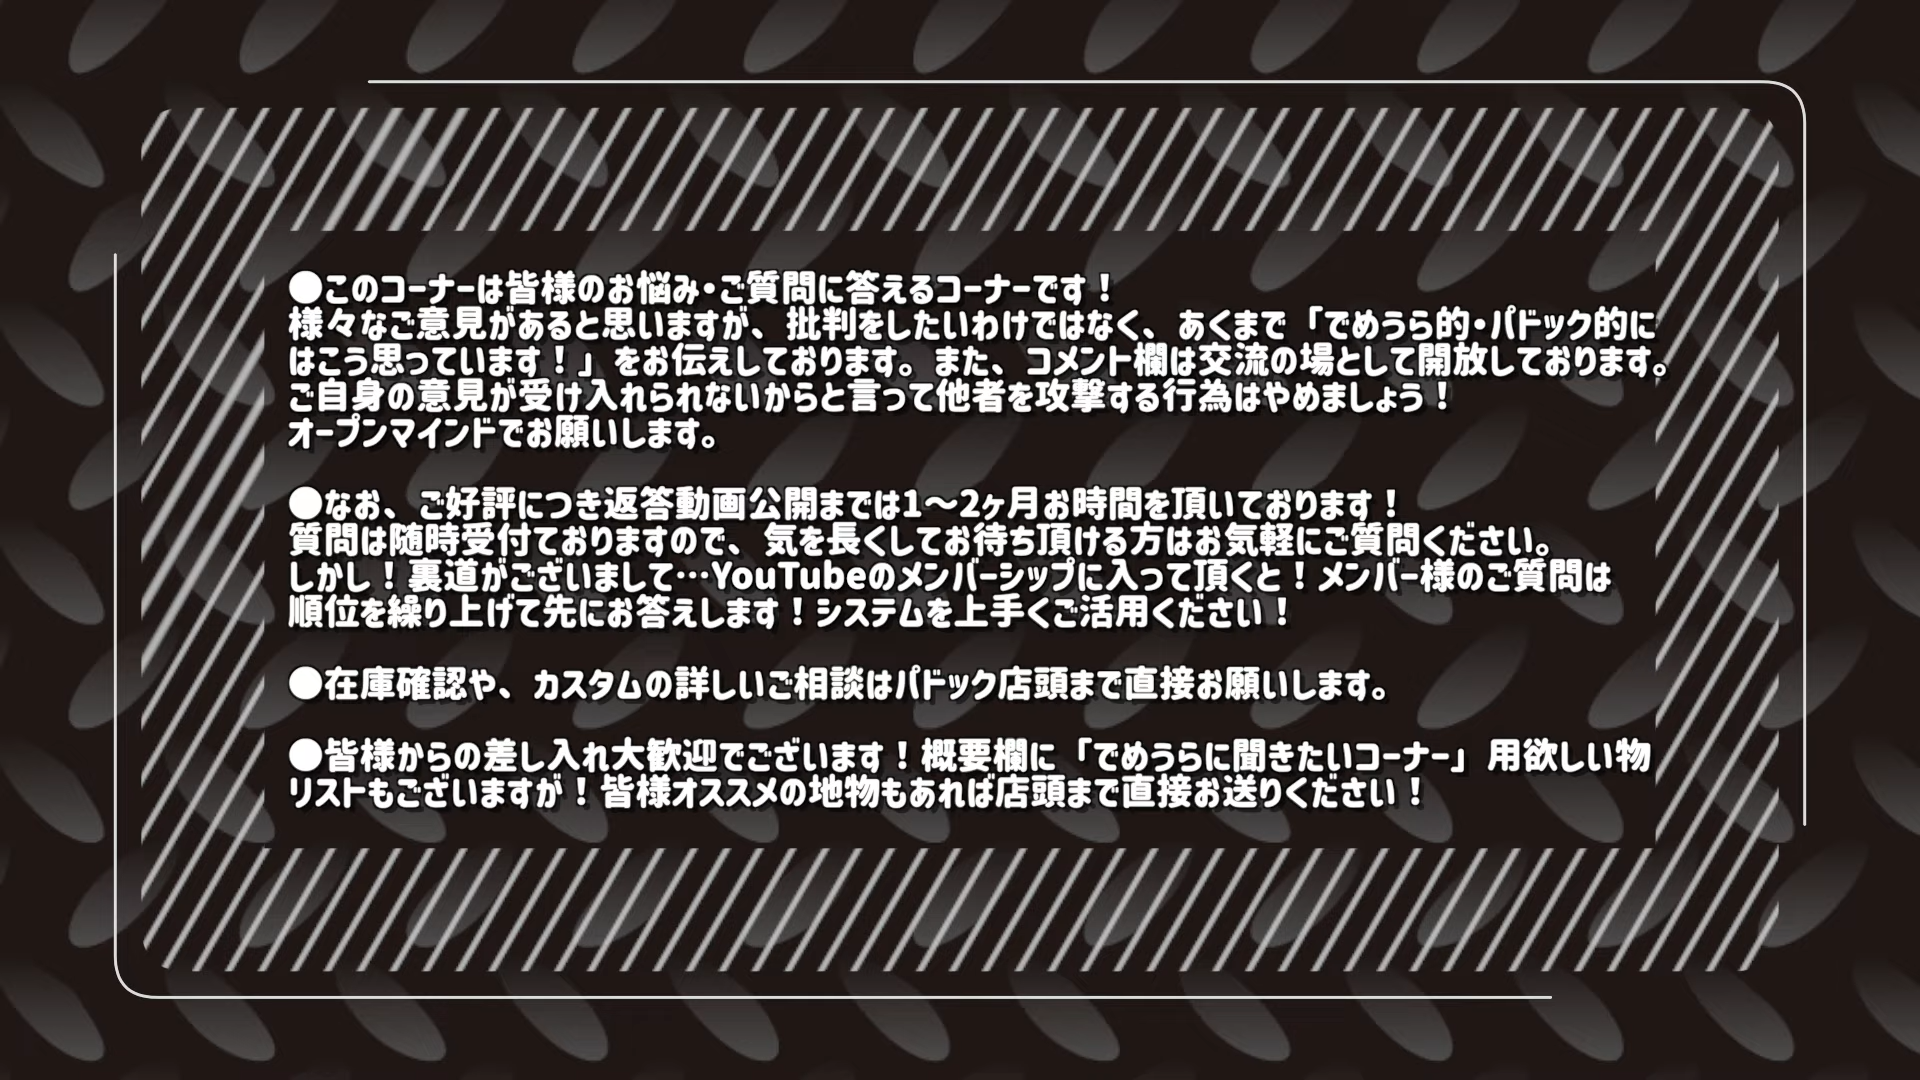 ●このコーナーは皆様のお悩み・ご質問に答えるコーナーです！
様々なご意見があると思いますが、批判をしたいわけではなく、あくまで「でめうら的・パドック的に
はこう思っています！」をお伝えしております。また、コメント欄は交流の場として開放しております。
ご自身の意見が受け入れられないからと言って他者を攻撃する行為はやめましょう！
オープンマインドでお願いします。
●なお、ご好評につき返答動画公開までは1〜2ヶ月お時間を頂いております！
質問は随時受付ておりますので、気を長くしてお待ち頂ける方はお気軽にご質問ください。
しかし！裏道がございまして…YouTubeのメンバーシップに入って頂くと！メンバー様のご質問は
順位を繰り上げて先にお答えします！システムを上手くご活用ください！
●在庫確認や、カスタムの詳しいご相談はパドック店頭まで直接お願いします。
●皆様からの差し入れ大歓迎でございます！概要欄に「でめうらに聞きたいコーナー」用欲しい物
リストもございますが！皆様オススメの地物もあれば店頭まで直接お送りください！